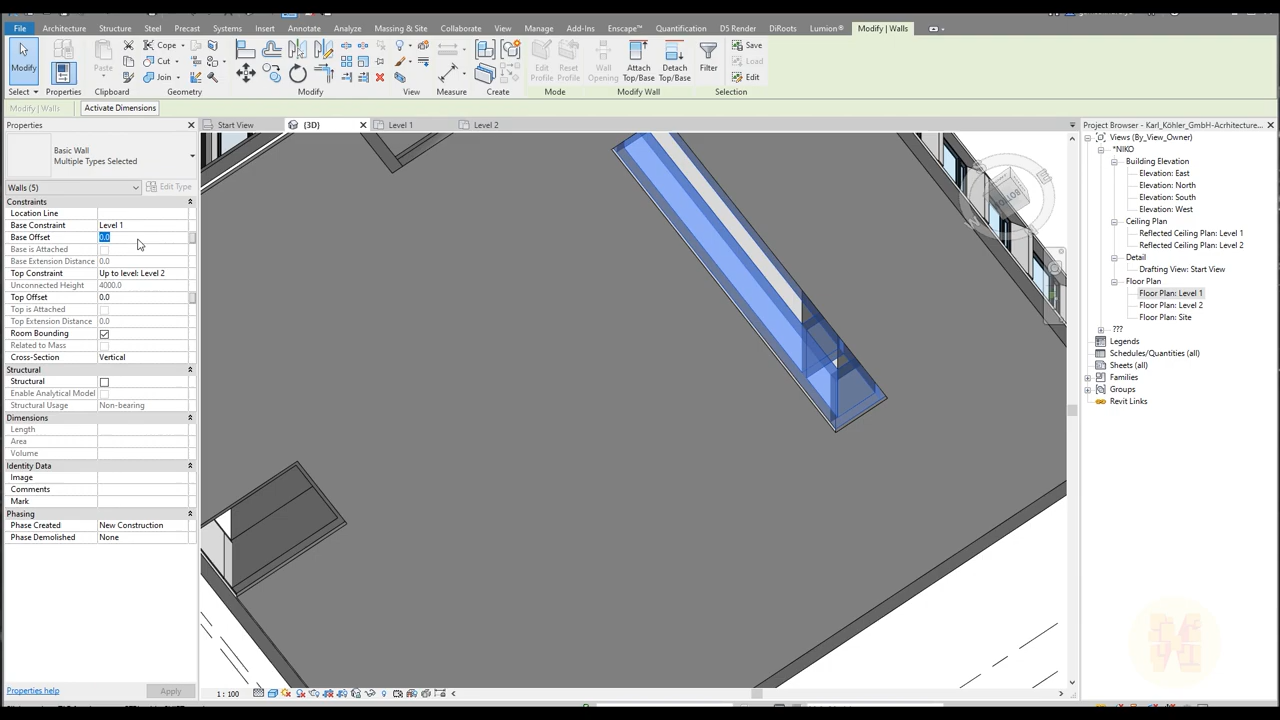 File Architecture Structure Steel Precast Systems Insert Annotate Analyze Massing & Site Collaborate View Manage Add-Ins Enscape™ Quantification D5 Render DiRoots Lumion® Modify | Walls
Modify
Select
Properties
Paste
Clipboard
Cope
Cut
Join
Geometry
Modify
View
Measure
Create
Edit Profile
Reset Profile
Mode
Wall Opening
Attach Top/Base
Detach Top/Base
Modify Wall
Filter
Save
Load
Edit
Selection
Modify | Walls Activate Dimensions
Properties
Start View
(3D)
Level 1
Level 2
Basic Wall
Multiple Types Selected
Walls (5) Edit Type
Constraints
Location Line
Base Constraint Level 1
Base Offset 0.0
Base is Attached
Base Extension Distance 0.0
Top Constraint Up to level: Level 2
Unconnected Height 4000.0
Top Offset 0.0
Top is Attached
Top Extension Distance 0.0
Room Bounding
Related to Mass
Cross-Section Vertical
Structural
Structural
Enable Analytical Model
Structural Usage Non-bearing
Dimensions
Length
Area
Volume
Identity Data
Image
Comments
Mark
Phasing
Phase Created New Construction
Phase Demolished None
Properties help Apply
1 : 100
Project Browser - Karl_Köhler_GmbH-Acrhitecture...
Views (By_View_Owner)
*NIKO
Building Elevation
Elevation: East
Elevation: North
Elevation: South
Elevation: West
Ceiling Plan
Reflected Ceiling Plan: Level 1
Reflected Ceiling Plan: Level 2
Detail
Drafting View: Start View
Floor Plan
Floor Plan: Level 1
Floor Plan: Level 2
Floor Plan: Site
???
Legends
Schedules/Quantities (all)
Sheets (all)
Families
Groups
Revit Links